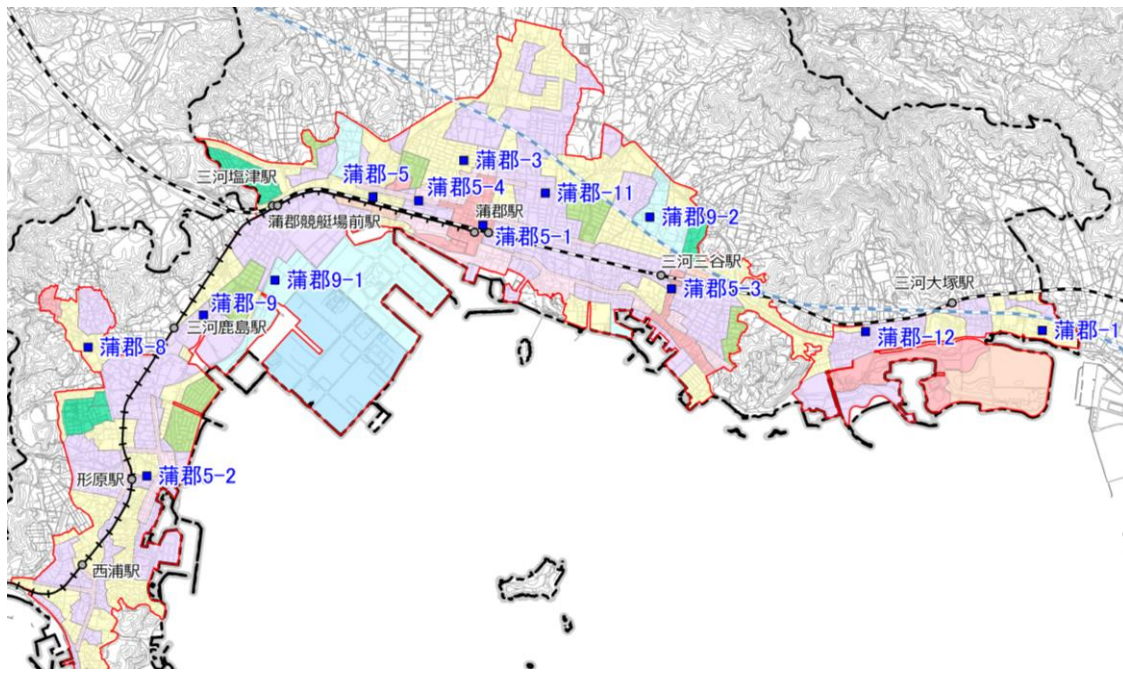 蒲郡-3
三河塩津駅
蒲郡-5
蒲郡5-4
蒲郡-11
蒲郡駅
蒲郡9-2
蒲郡競艇場前駅
蒲郡5-1
三河三谷駅
蒲郡9-1
蒲郡5-3
三河大塚駅
蒲郡-9
三河鹿島駅
蒲郡-12
蒲郡-1
蒲郡-8
蒲郡5-2
形原駅
西浦駅